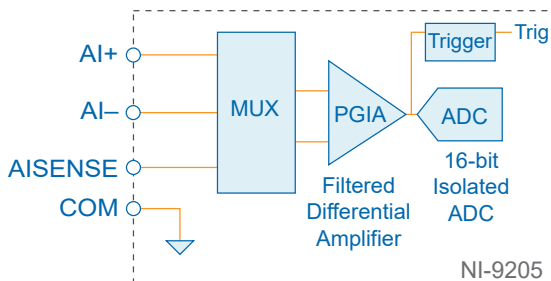 AI+
AI–
AISENSE
COM
MUX
PGIA
Filtered
Differential
Amplifier
Trigger
Trig
ADC
16-bit
Isolated
ADC
NI-9205